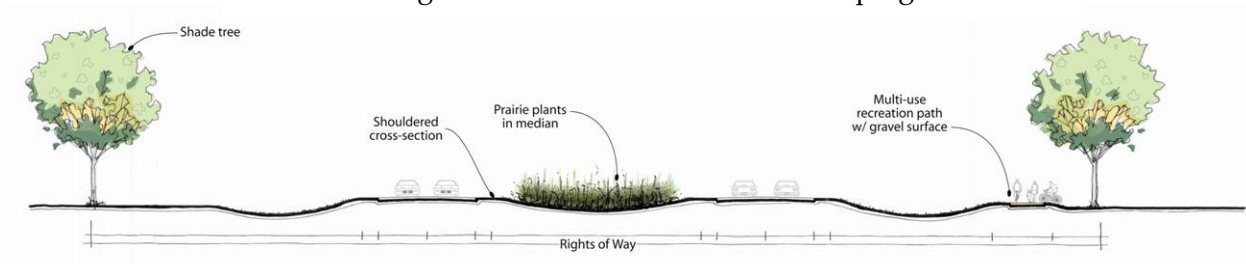 Shade tree
Shouldered
cross-section
Prairie plants
in median
Multi-use
recreation path
w/ gravel surface
Rights of Way